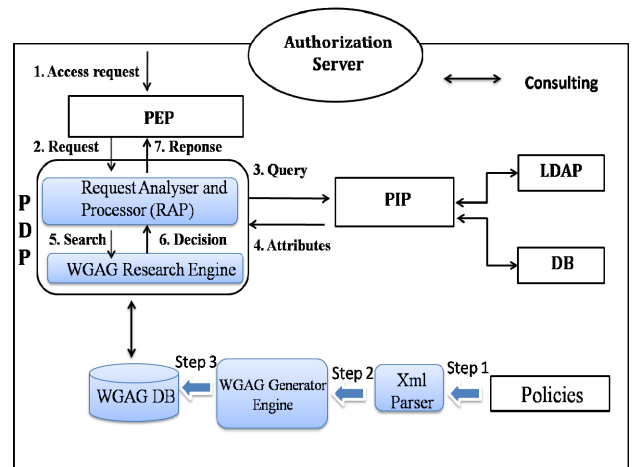 Authorization
Server
Consulting
1. Access request
PEP
2. Request
7. Reponse
3. Query
PDP
Request Analyser and
Processor (RAP)
PIP
LDAP
4. Attributes
5. Search
6. Decision
WGAG Research Engine
DB
Step 3
Step 2
Step 1
WGAG DB
WGAG Generator
Engine
Xml
Parser
Policies